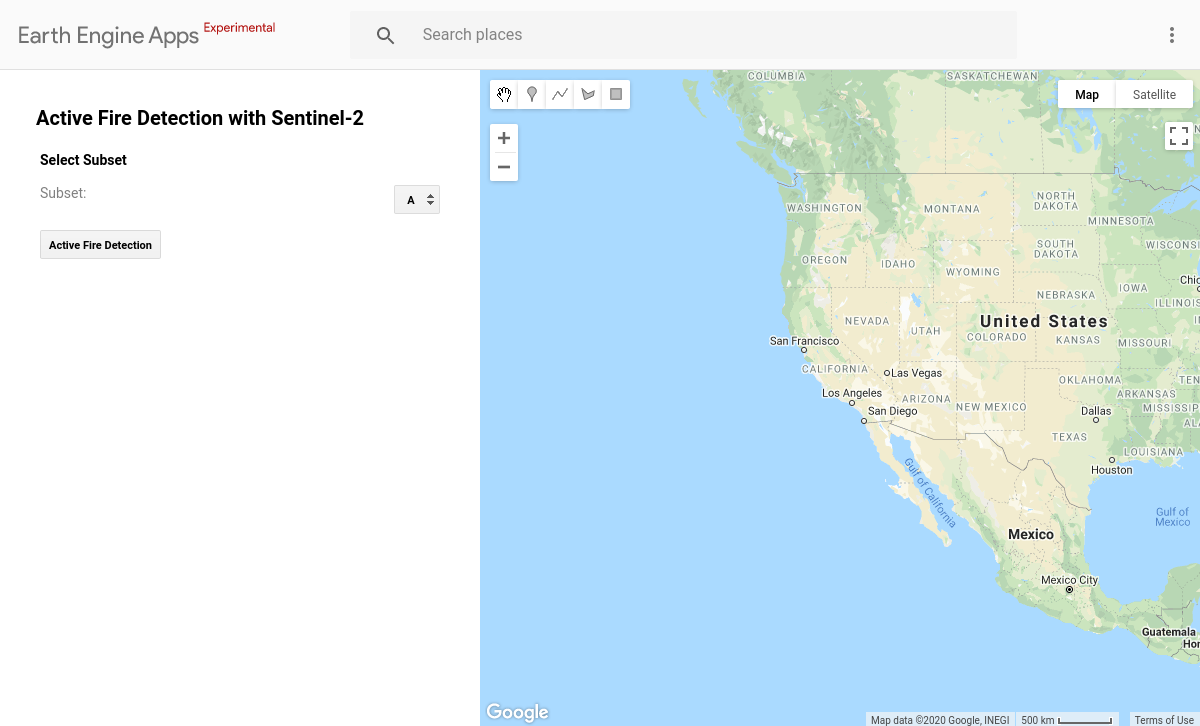 Earth Engine Apps Experimental
Search places
Active Fire Detection with Sentinel-2
Select Subset
Subset:
A
Active Fire Detection
Map
Satellite
COLUMBIA
SASKATCHEWAN
WASHINGTON
MONTANA
NORTH
DAKOTA
MINNESOTA
OREGON
IDAHO
SOUTH
DAKOTA
WISCONS
WYOMING
Chic
NEBRASKA
IOWA
ILLINOIS
NEVADA
UTAH
United States
COLORADO
KANSAS
MISSOURI
San Francisco
CALIFORNIA
Las Vegas
OKLAHOMA
TEN
Los Angeles
ARIZONA
ARKANSAS
San Diego
NEW MEXICO
Dallas
MISSISSIP
TEXAS
LOUISIANA
Houston
Gulf of California
Gulf of
Mexico
Mexico
Mexico City
Guatemala
Hon
Google
Map data ©2020 Google, INEGI
500 km
Terms of Use